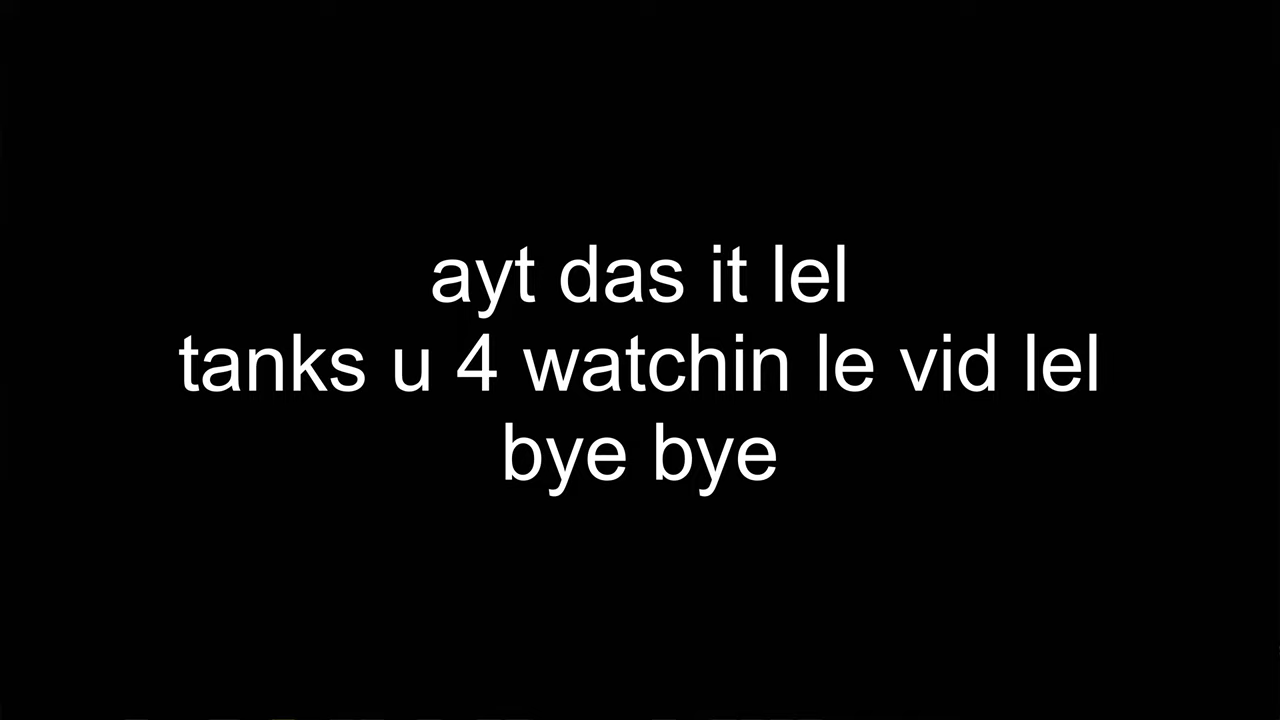 ayt das it lel
tanks u 4 watchin le vid lel
bye bye